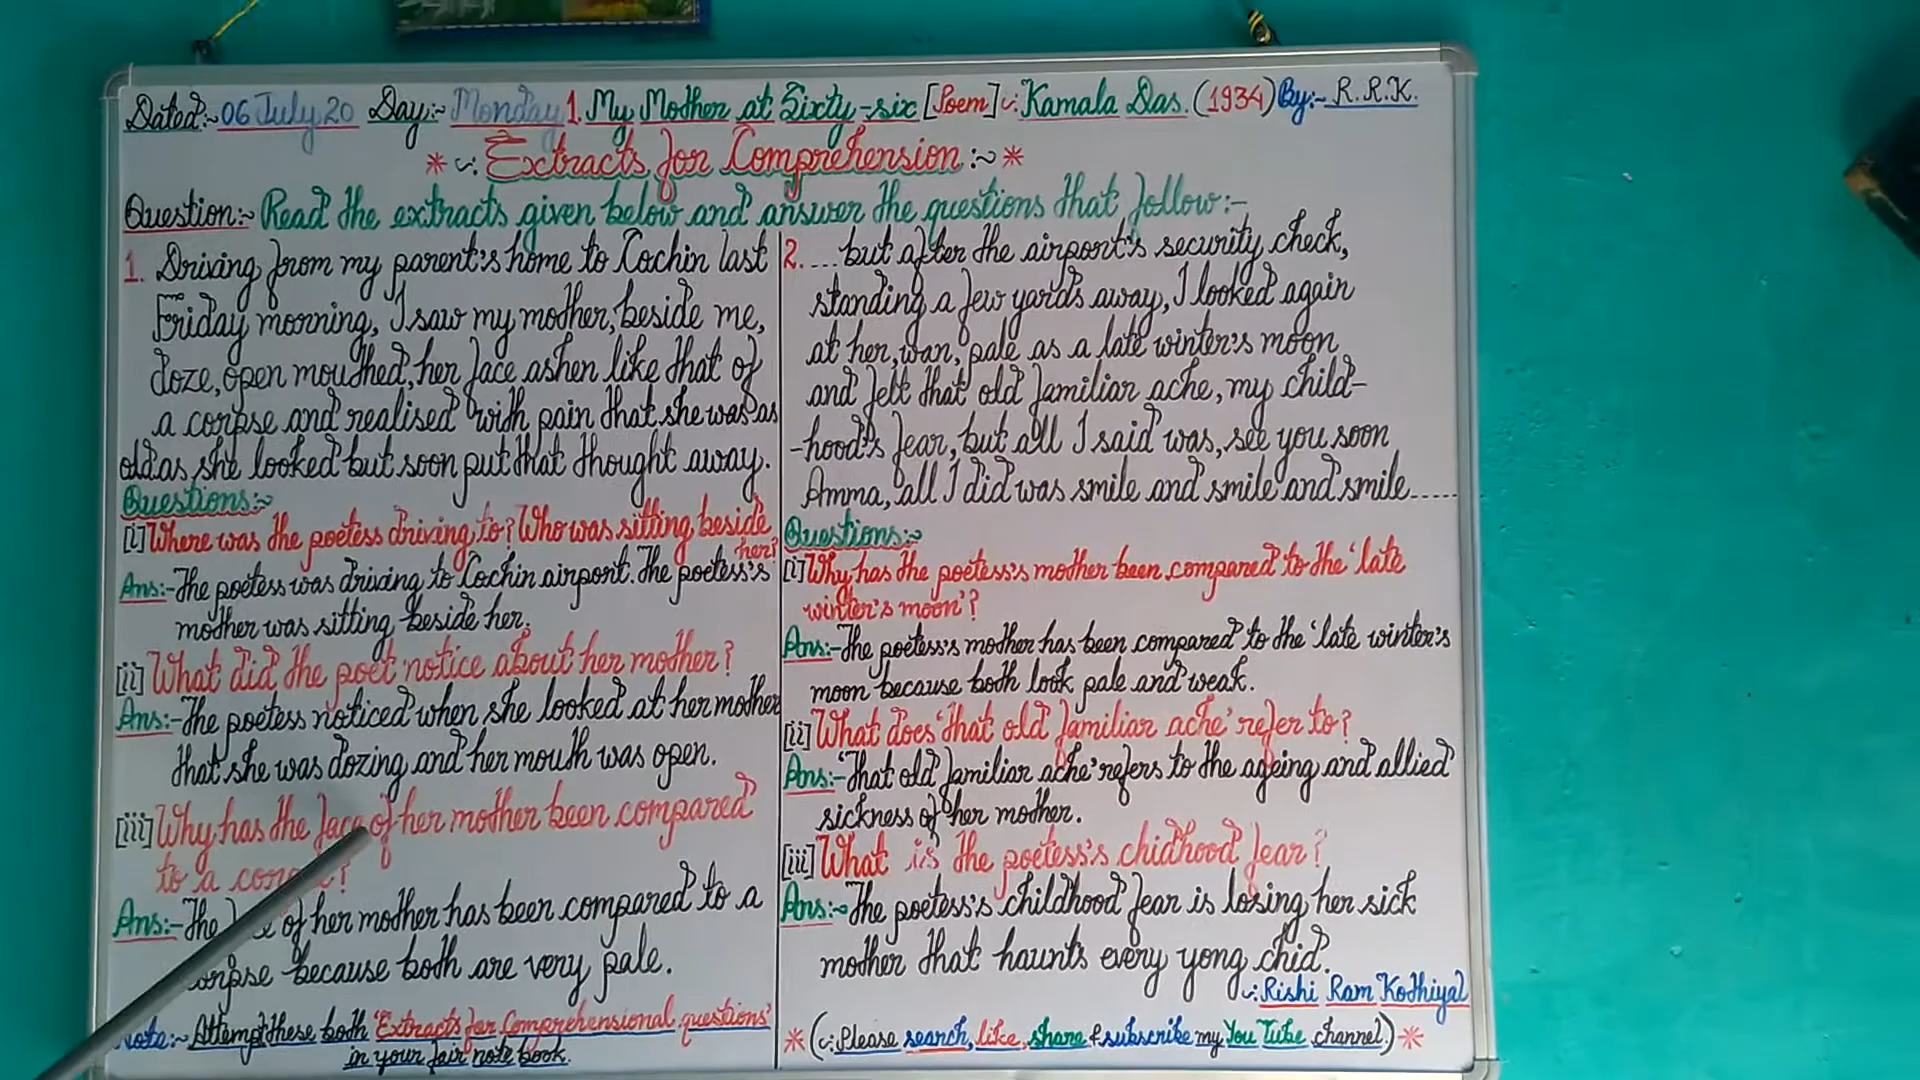 Dated:~ 06 July 20 Day:~ Monday 1. My Mother at Sixty-six [Poem] ~: Kamala Das. (1934) By:~ R.R.K.
* ~: Extracts for Comprehension :~ *
Question:~ Read the extracts given below and answer the questions that follow:-
1. Driving from my parent's home to Cochin last
Friday morning, I saw my mother, beside me,
doze, open mouthed, her face ashen like that of
a corpse and realised with pain that she was as
old as she looked but soon put that thought away.
Questions:~
[i] Where was the poetess driving to? Who was sitting beside
her?
Ans:- The poetess was driving to Cochin airport. The poetess's
mother was sitting beside her.
[ii] What did the poet notice about her mother?
Ans:- The poetess noticed when she looked at her mother
that she was dozing and her mouth was open.
[iii] Why has the face of her mother been compared
to a
Ans:- The of her mother has been compared to a
corpse because both are very pale.
Note:~ Attempt these both 'Extracts for Comprehensional questions'
in your fair note book.
2. ....but after the airport's security check,
standing a few yards away, I looked again
at her, wan, pale as a late winter's moon
and felt that old familiar ache, my child-
-hood's fear, but all I said was, see you soon
Amma, all I did was smile and smile and smile.....
Questions:~
[i] Why has the poetess's mother been compared to the 'late
winter's moon'?
Ans:- The poetess's mother has been compared to the 'late winter's
moon because both look pale and weak.
[ii] What does 'that old familiar ache' refer to?
Ans:- 'That old familiar ache' refers to the ageing and allied
sickness of her mother.
[iii] What is the poetess's chidhood fear?
Ans:~ The poetess's childhood fear is losing her sick
mother that haunts every yong chid.
~: Rishi Ram Kothiyal
* (~: Please search, like, share & subscribe my You Tube channel.) *